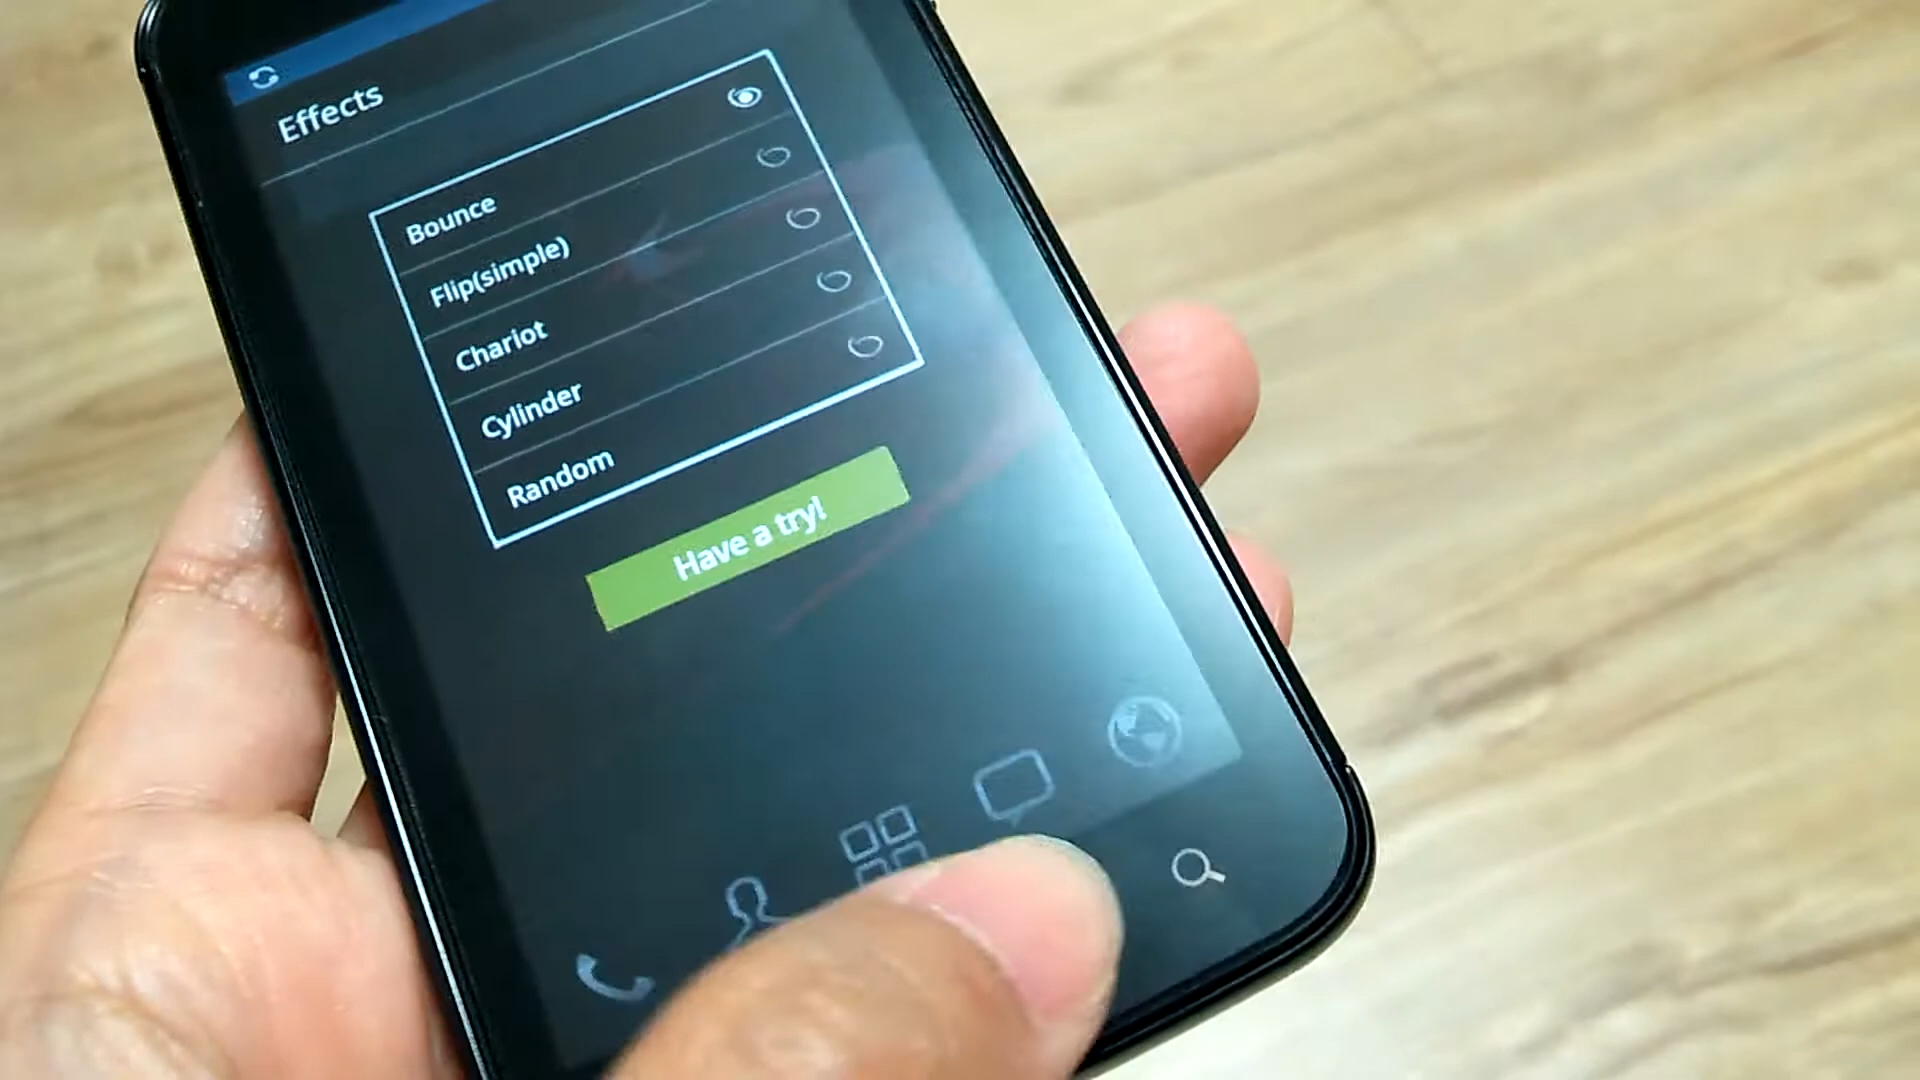 Effects
Bounce
Flip(simple)
Chariot
Cylinder
Random
Have a try!